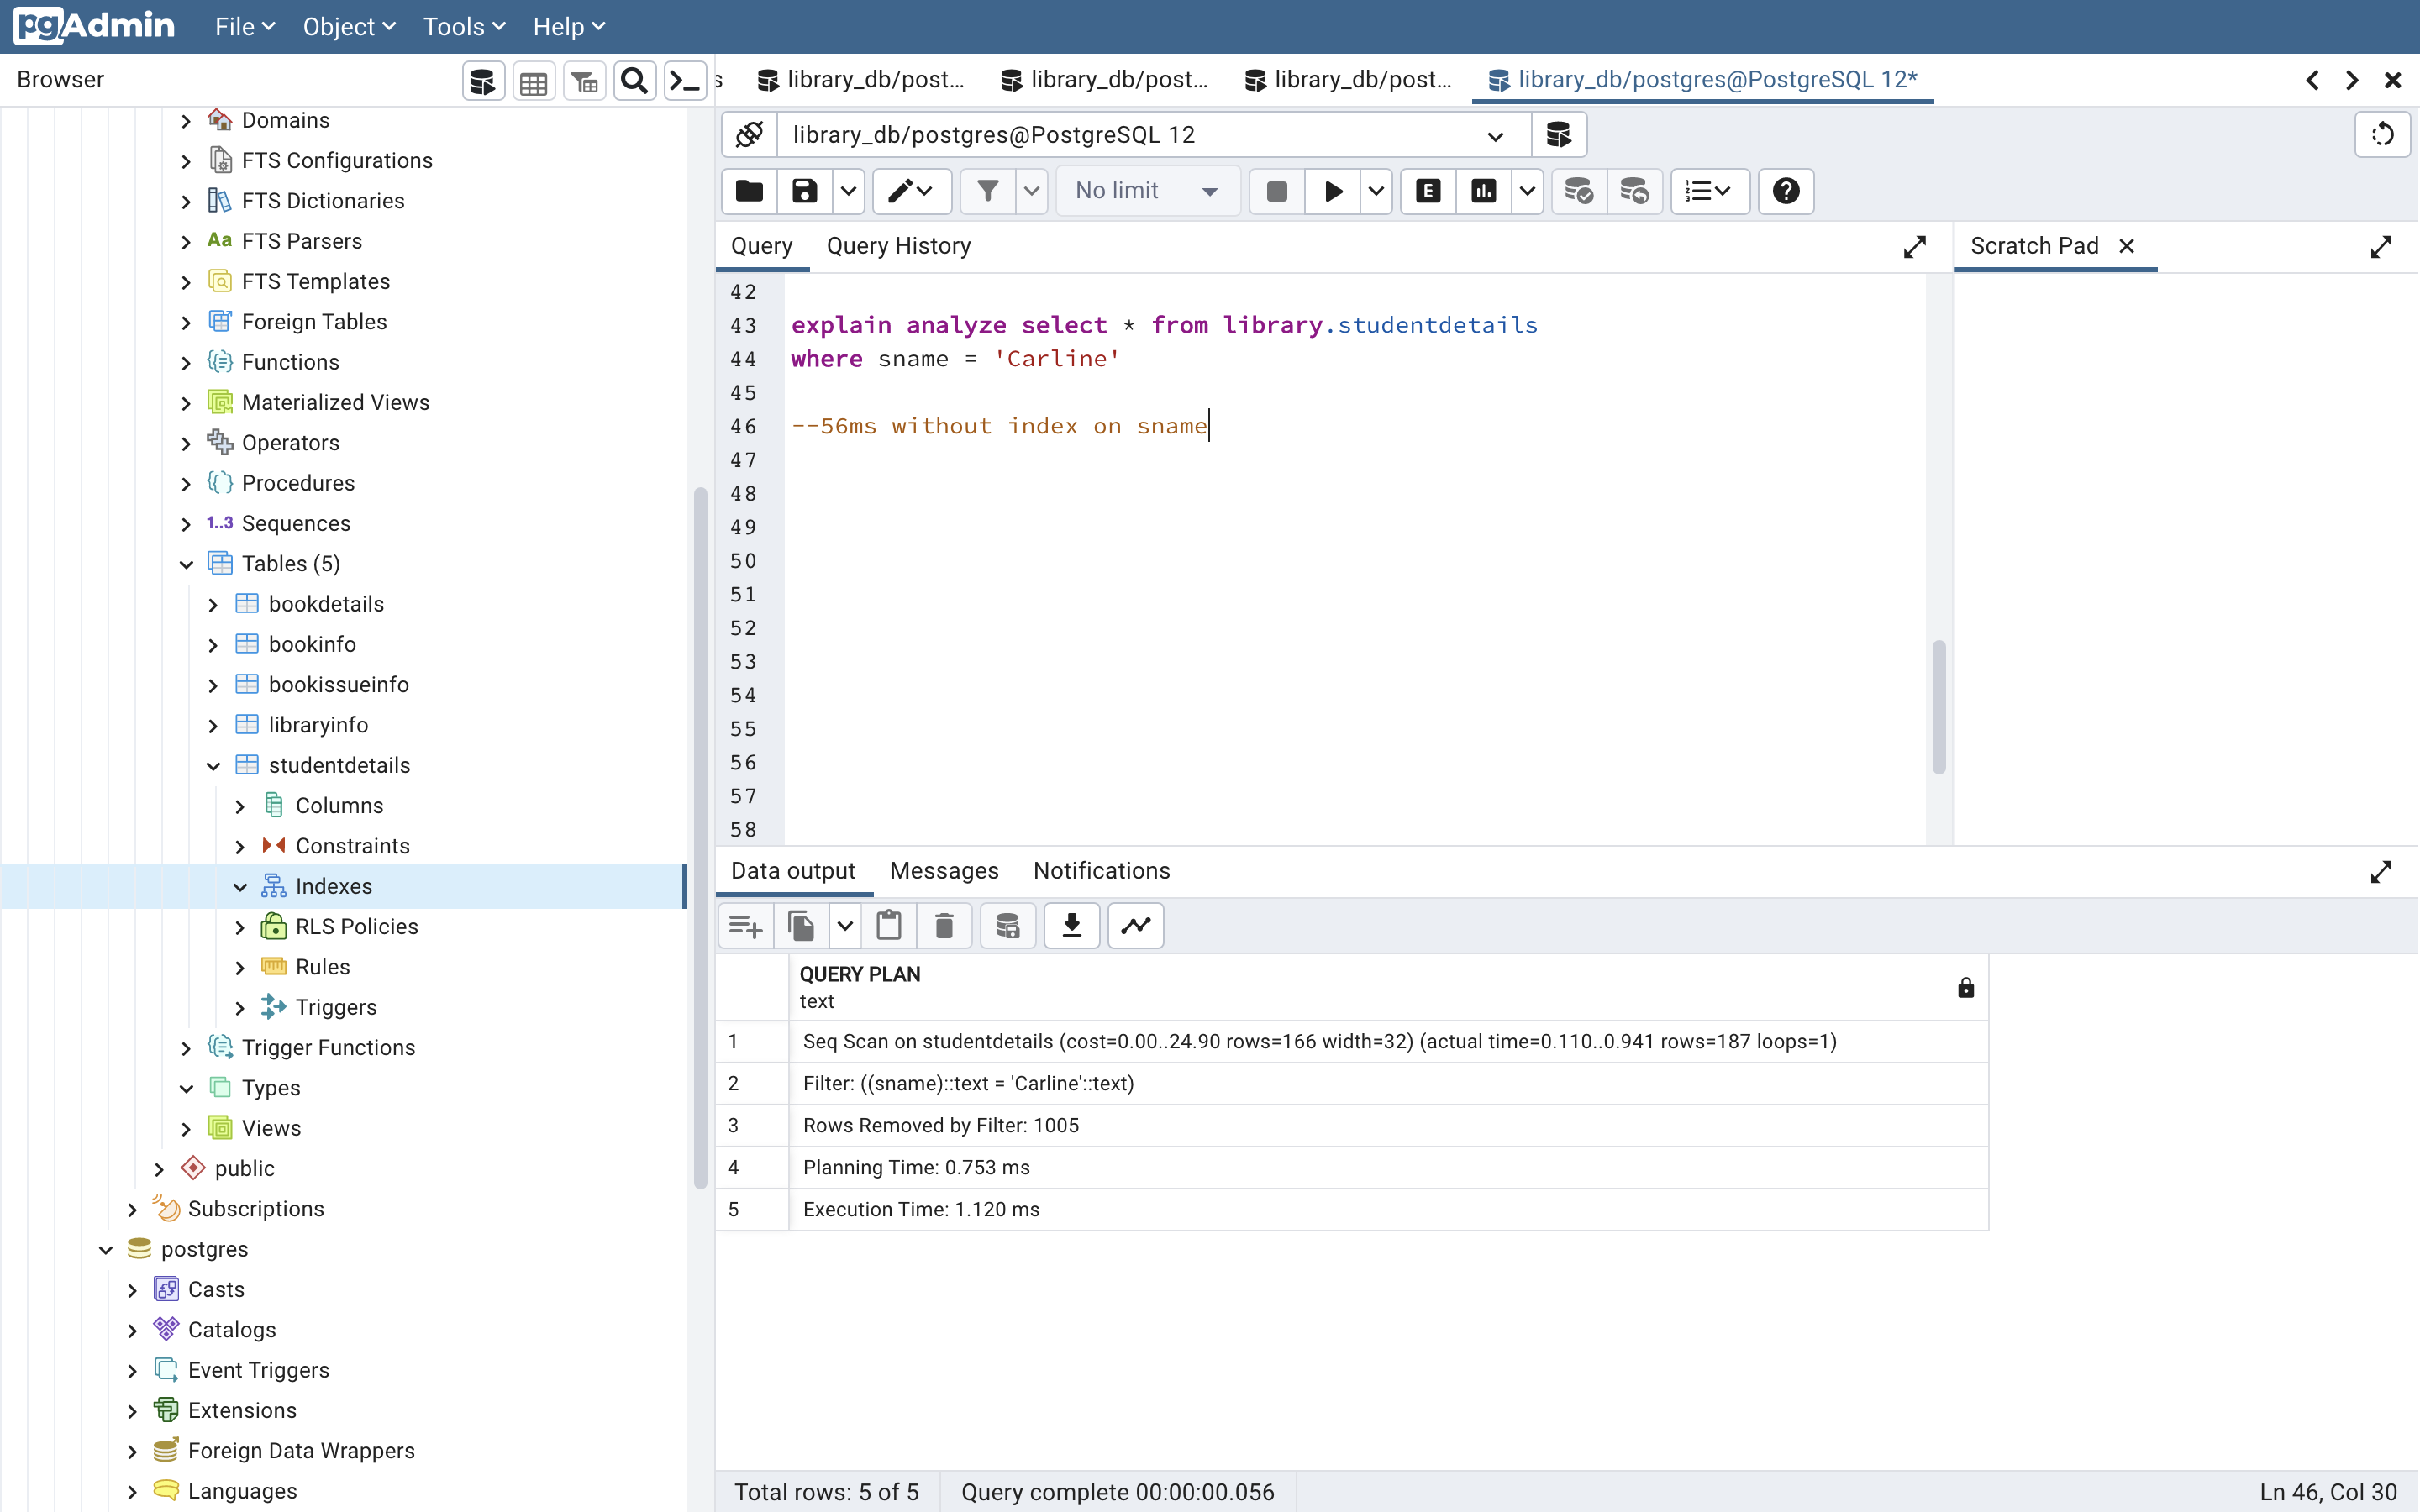 pgAdmin File Object Tools Help
Browser
s library_db/post... library_db/post... library_db/post... library_db/postgres@PostgreSQL 12*
library_db/postgres@PostgreSQL 12
No limit E
Query Query History
Scratch Pad
Domains
FTS Configurations
FTS Dictionaries
Aa FTS Parsers
FTS Templates
Foreign Tables
Functions
Materialized Views
Operators
Procedures
1..3 Sequences
Tables (5)
bookdetails
bookinfo
bookissueinfo
libraryinfo
studentdetails
Columns
Constraints
Indexes
RLS Policies
Rules
Triggers
Trigger Functions
Types
Views
public
Subscriptions
postgres
Casts
Catalogs
Event Triggers
Extensions
Foreign Data Wrappers
Languages
42
43 explain analyze select * from library.studentdetails
44 where sname = 'Carline'
45
46 --56ms without index on sname
47
48
49
50
51
52
53
54
55
56
57
58
Data output Messages Notifications
QUERY PLAN
text
1 Seq Scan on studentdetails (cost=0.00..24.90 rows=166 width=32) (actual time=0.110..0.941 rows=187 loops=1)
2 Filter: ((sname)::text = 'Carline'::text)
3 Rows Removed by Filter: 1005
4 Planning Time: 0.753 ms
5 Execution Time: 1.120 ms
Total rows: 5 of 5 Query complete 00:00:00.056 Ln 46, Col 30